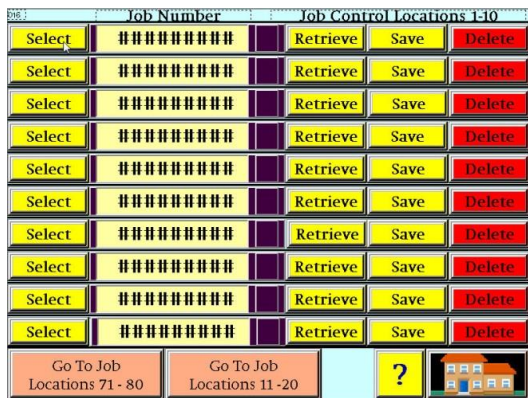 016 Job Number Job Control Locations 1-10
Select ######### Retrieve Save Delete
Select ######### Retrieve Save Delete
Select ######### Retrieve Save Delete
Select ######### Retrieve Save Delete
Select ######### Retrieve Save Delete
Select ######### Retrieve Save Delete
Select ######### Retrieve Save Delete
Select ######### Retrieve Save Delete
Select ######### Retrieve Save Delete
Select ######### Retrieve Save Delete
Go To Job Go To Job ?
Locations 71 - 80 Locations 11 -20